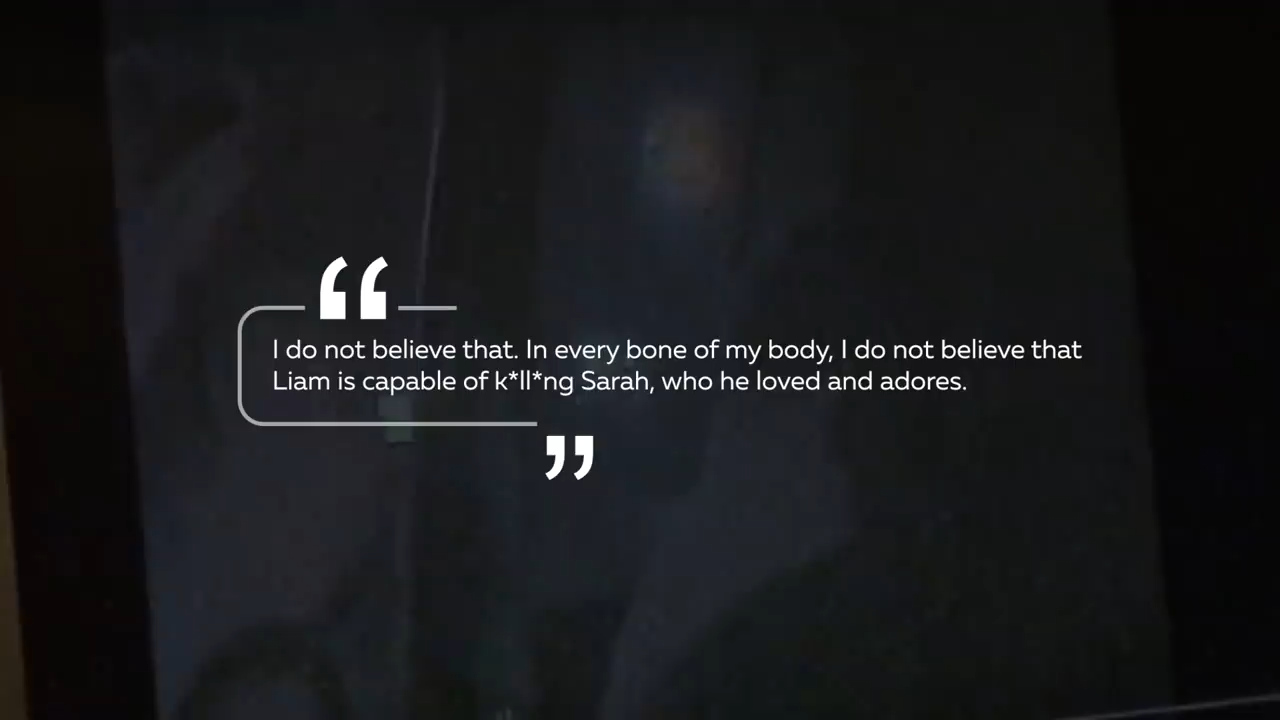 “
I do not believe that. In every bone of my body, I do not believe that
Liam is capable of k*ll*ng Sarah, who he loved and adores.
”